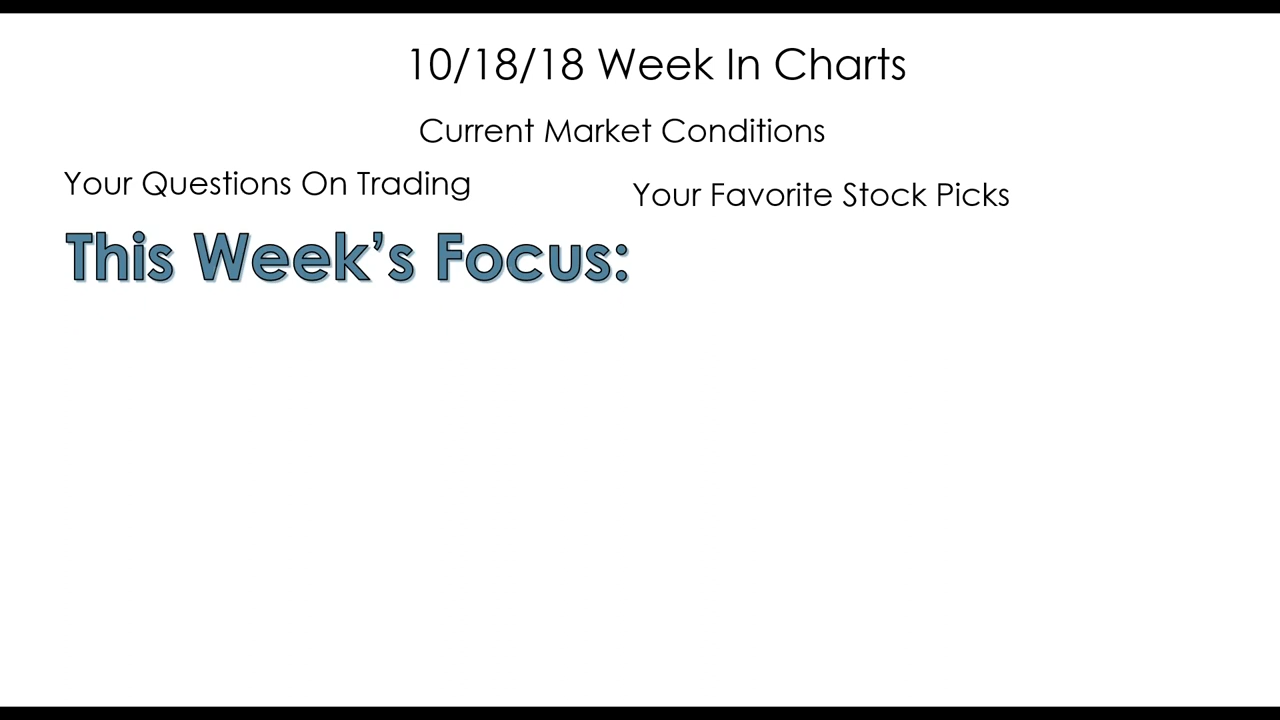 10/18/18 Week In Charts
Current Market Conditions
Your Questions On Trading
Your Favorite Stock Picks
This Week’s Focus: